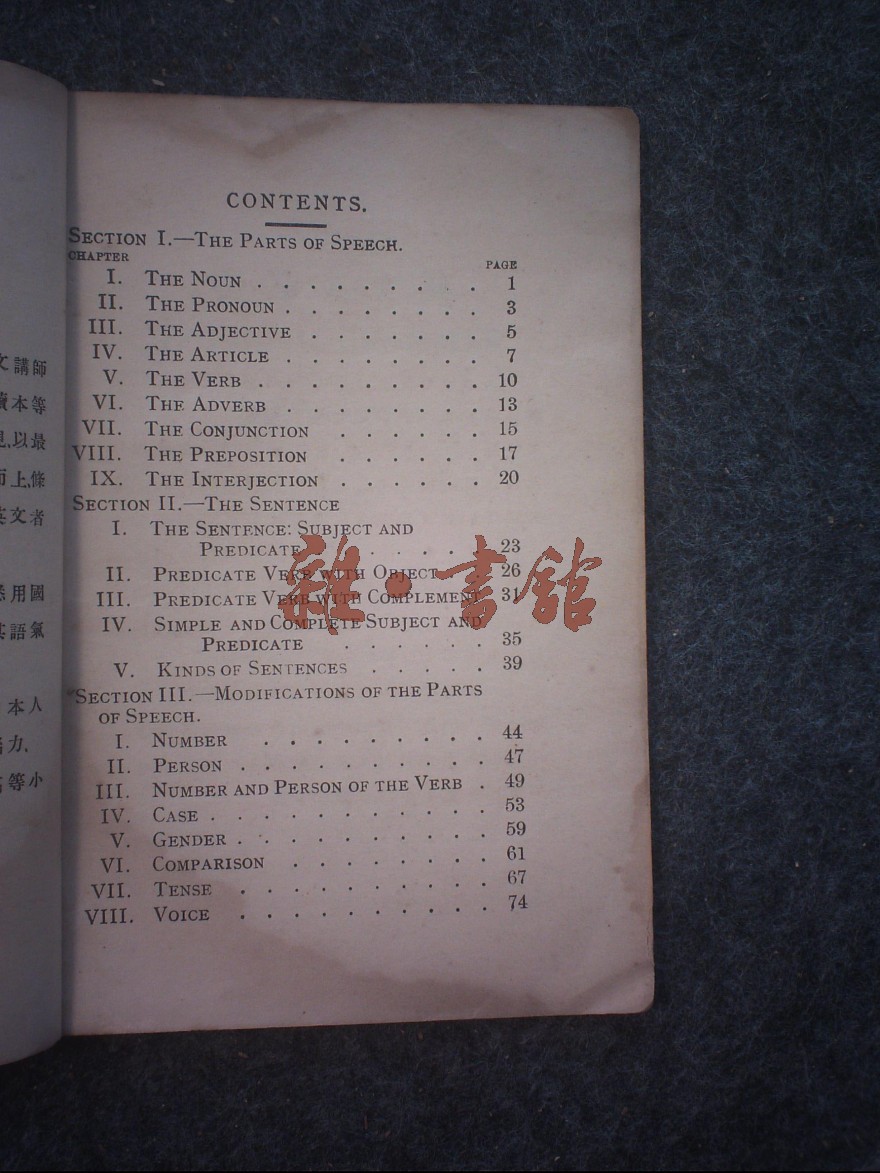 文講師
讀本等
見,以最
而上,條
英文者
悉用國
其語氣
本人
爲力,
高等小
CONTENTS.
SECTION I.—THE PARTS OF SPEECH.
CHAPTER PAGE
I. THE NOUN . . . . . . . . . 1
II. THE PRONOUN . . . . . . . . 3
III. THE ADJECTIVE . . . . . . . 5
IV. THE ARTICLE . . . . . . . . 7
V. THE VERB . . . . . . . . . 10
VI. THE ADVERB . . . . . . . . 13
VII. THE CONJUNCTION . . . . . . 15
VIII. THE PREPOSITION . . . . . . 17
IX. THE INTERJECTION . . . . . . 20
SECTION II.—THE SENTENCE
I. THE SENTENCE: SUBJECT AND
PREDICATE . . . . . 23
II. PREDICATE VERB WITH OBJECT . . 26
III. PREDICATE VERB WITH COMPLEMENT 31
IV. SIMPLE AND COMPLETE SUBJECT AND
PREDICATE . . . . . . 35
V. KINDS OF SENTENCES . . . . . 39
SECTION III.—MODIFICATIONS OF THE PARTS
OF SPEECH.
I. NUMBER . . . . . . . . . 44
II. PERSON . . . . . . . . . . 47
III. NUMBER AND PERSON OF THE VERB . 49
IV. CASE . . . . . . . . . . . 53
V. GENDER . . . . . . . . . . 59
VI. COMPARISON . . . . . . . . 61
VII. TENSE . . . . . . . . . . 67
VIII. VOICE . . . . . . . . . . 74
雜·書館